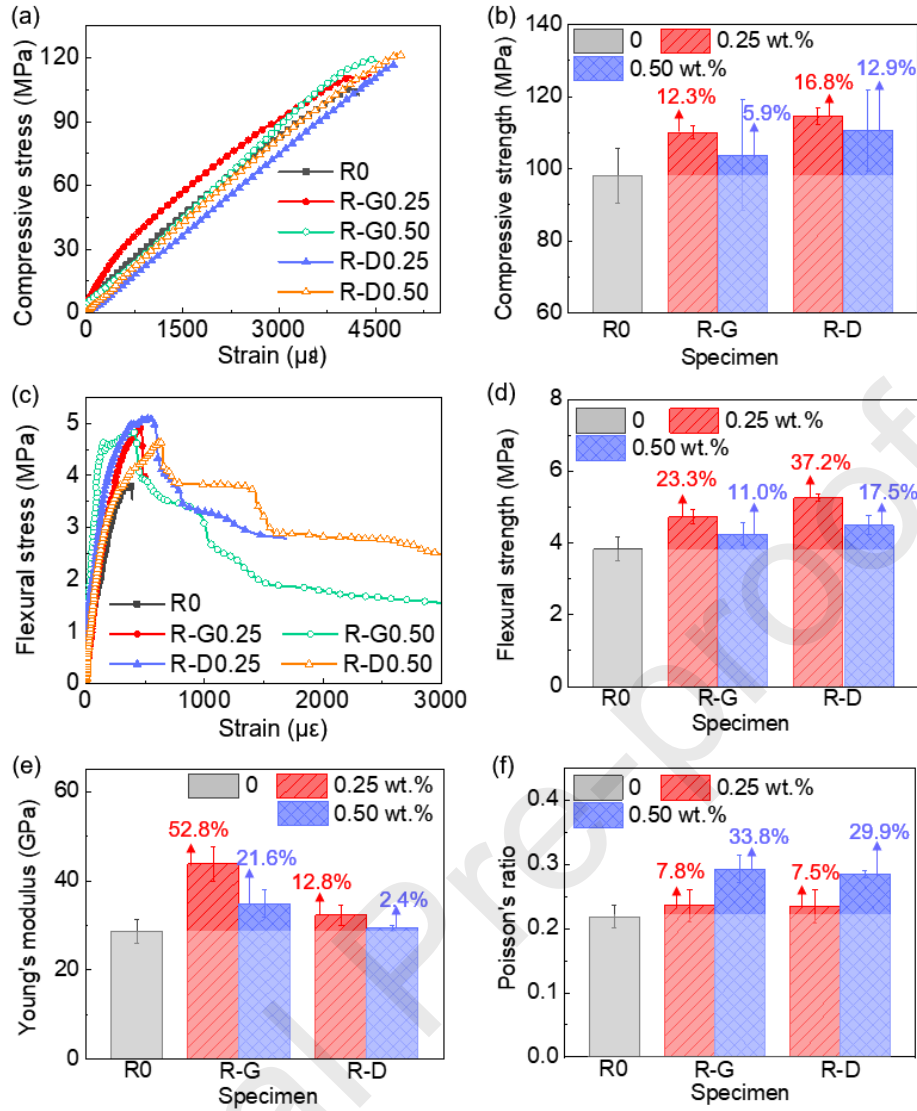 (a)
Compressive stress (MPa)
120
90
60
30
0
R0
R-G0.25
R-G0.50
R-D0.25
R-D0.50
1500 3000 4500
Strain (με)
(b)
Compressive strength (MPa)
140
120
100
80
60
0 0.25 wt.%
0.50 wt.%
12.3%
5.9%
16.8%
12.9%
R0 R-G R-D
Specimen
(c)
Flexural stress (MPa)
5
4
3
2
1
0
R0
R-G0.25 R-G0.50
R-D0.25 R-D0.50
0 1000 2000 3000
Strain (με)
(d)
Flexural strength (MPa)
8
6
4
2
0
0 0.25 wt.%
0.50 wt.%
23.3%
11.0%
37.2%
17.5%
R0 R-G R-D
Specimen
(e)
Young's modulus (GPa)
60
40
20
0
0 0.25 wt.%
0.50 wt.%
52.8%
21.6%
12.8%
2.4%
R0 R-G R-D
Specimen
(f)
Poisson's ratio
0.4
0.3
0.2
0.1
0.0
0 0.25 wt.%
0.50 wt.%
7.8%
33.8%
7.5%
29.9%
R0 R-G R-D
Specimen
al Pre-proof